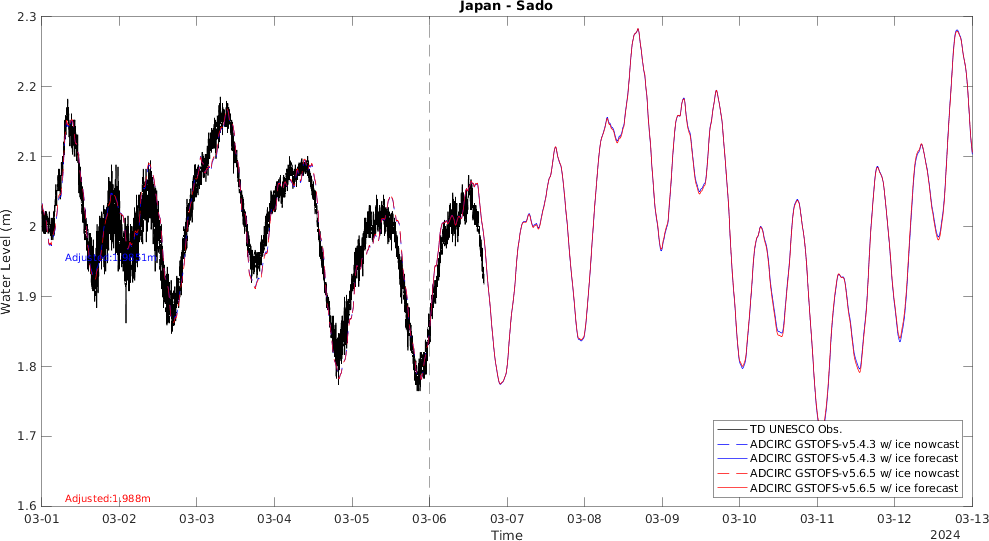 Japan - Sado
2.3
2.2
2.1
2
1.9
1.8
1.7
1.6
Water Level (m)
Adjusted:1.988m
TD UNESCO Obs.
ADCIRC GSTOFS-v5.4.3 w/ ice nowcast
ADCIRC GSTOFS-v5.4.3 w/ ice forecast
ADCIRC GSTOFS-v5.6.5 w/ ice nowcast
ADCIRC GSTOFS-v5.6.5 w/ ice forecast
03-01 03-02 03-03 03-04 03-05 03-06 03-07 03-08 03-09 03-10 03-11 03-12 03-13
Time
2024